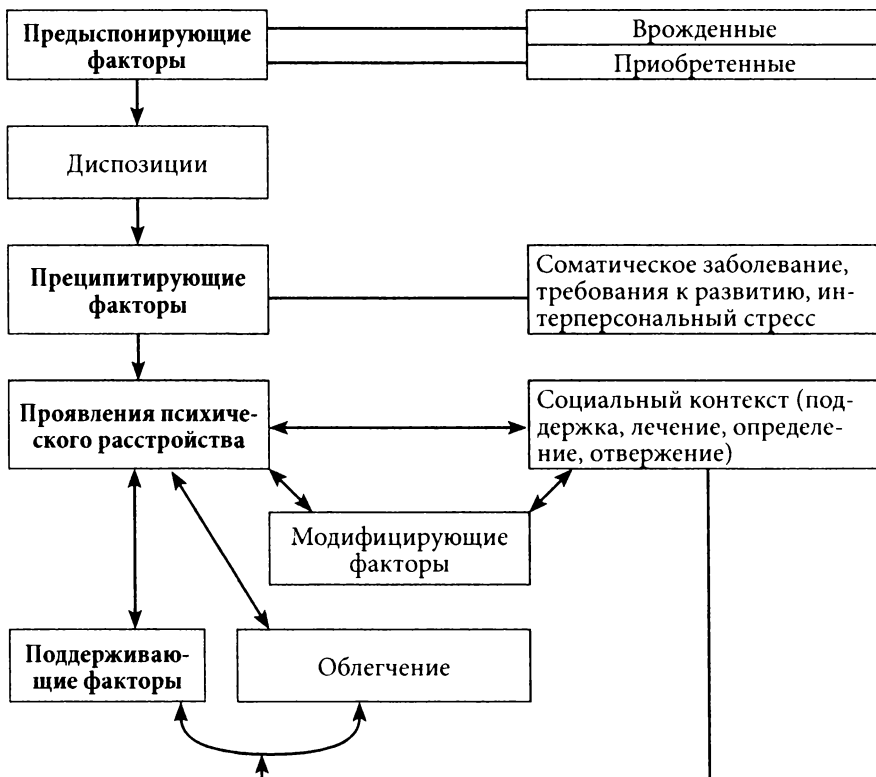 Предыспонирующие
факторы
Врожденные
Приобретенные
Диспозиции
Преципитирующие
факторы
Соматическое заболевание,
требования к развитию, ин-
терперсональный стресс
Проявления психиче-
ского расстройства
Социальный контекст (под-
держка, лечение, определе-
ние, отвержение)
Модифицирующие
факторы
Поддерживаю-
щие факторы
Облегчение